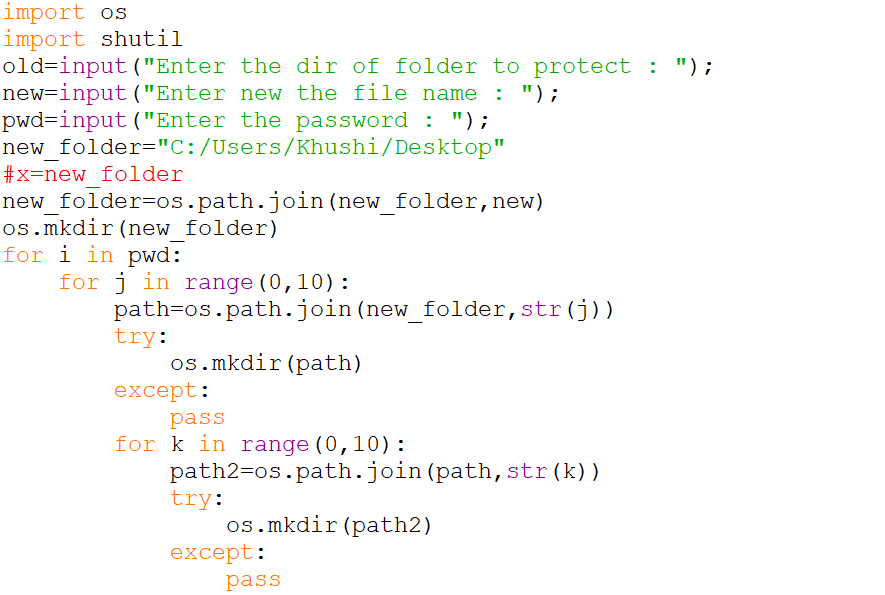 import os
import shutil
old=input("Enter the dir of folder to protect : ");
new=input("Enter new the file name : ");
pwd=input("Enter the password : ");
new_folder="C:/Users/Khushi/Desktop"
#x=new_folder
new_folder=os.path.join(new_folder,new)
os.mkdir(new_folder)
for i in pwd:
    for j in range(0,10):
        path=os.path.join(new_folder,str(j))
        try:
            os.mkdir(path)
        except:
            pass
        for k in range(0,10):
            path2=os.path.join(path,str(k))
            try:
                os.mkdir(path2)
            except:
                pass